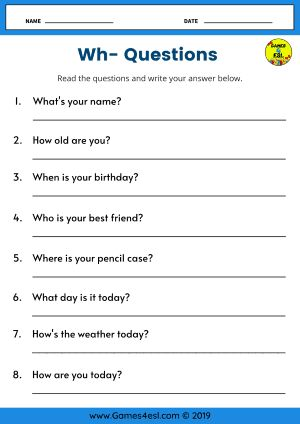 NAME
DATE
Wh- Questions
GAMES
4
ESL
Read the questions and write your answer below.
1. What's your name?
2. How old are you?
3. When is your birthday?
4. Who is your best friend?
5. Where is your pencil case?
6. What day is it today?
7. How's the weather today?
8. How are you today?
www.Games4esl.com © 2019